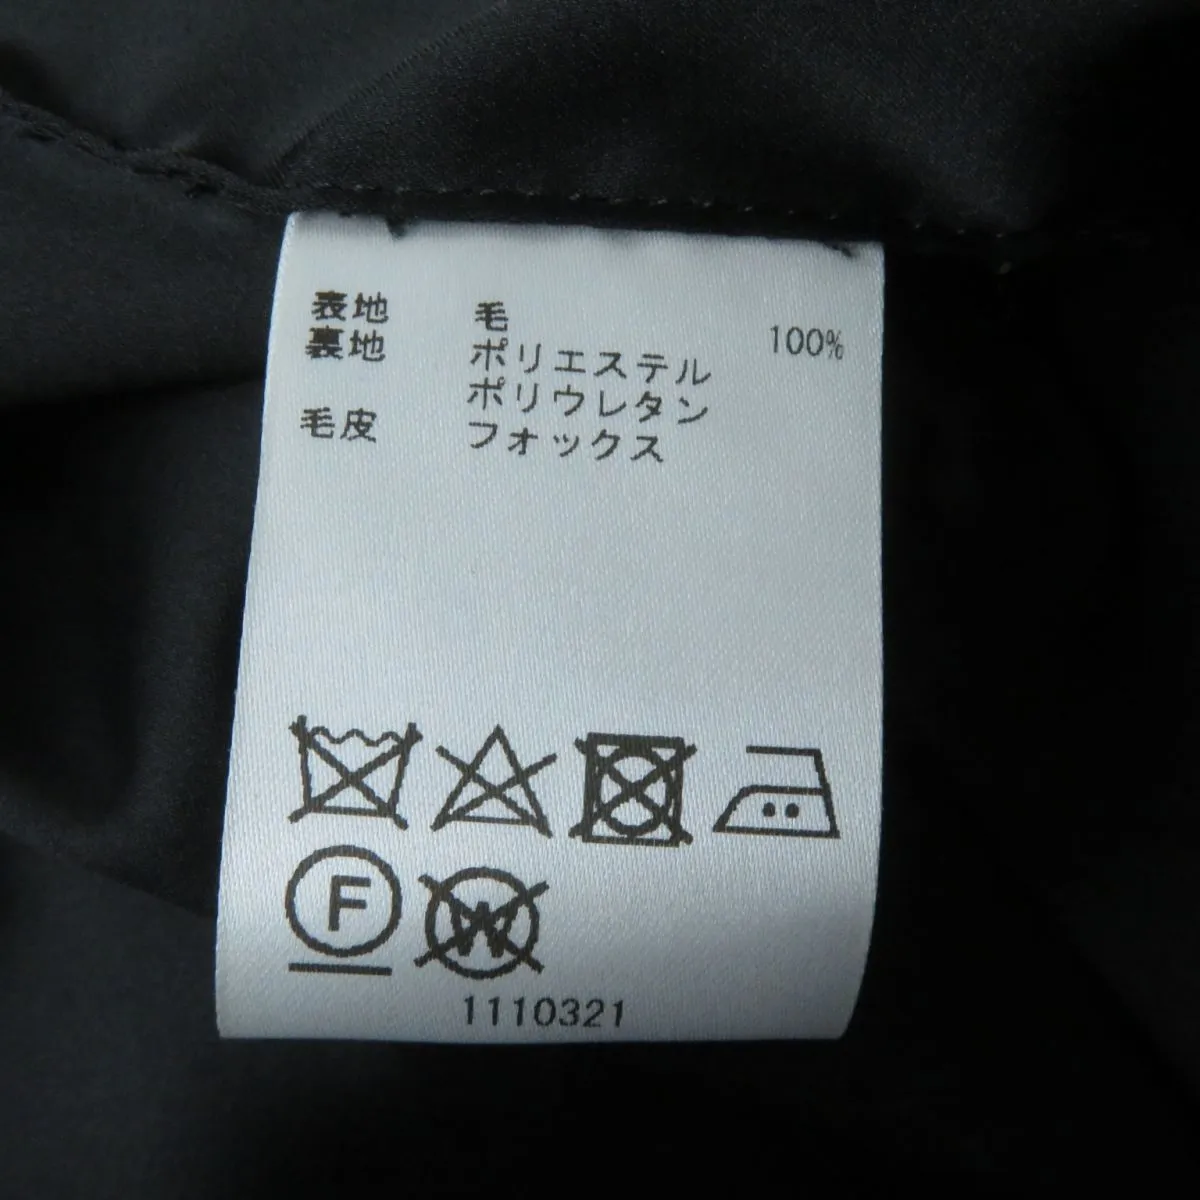 表地 毛 100%
裏地 ポリエステル
ポリウレタン
毛皮 フォックス
F
W
1110321